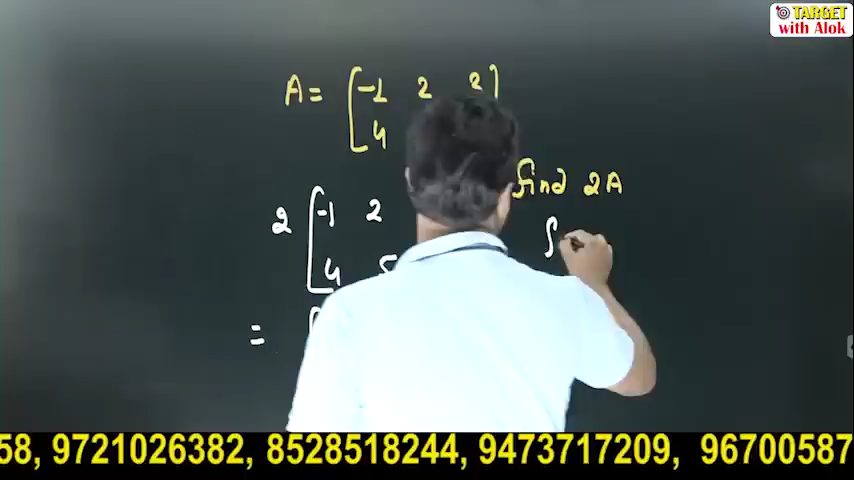 TARGET
with Alok
A = [-1 2 3]
4
find 2A
2 [-1 2
4 5
= [
58, 9721026382, 8528518244, 9473717209, 96700587